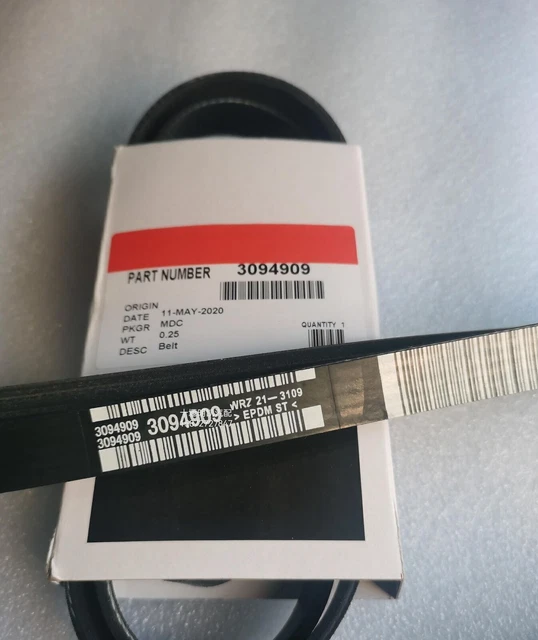 PART NUMBER 3094909
ORIGIN
DATE 11-MAY-2020
PKGR MDC
WT 0.25
DESC Belt
QUANTITY 1
3094909
3094909
3094909
WRZ 21-3109
> EPDM ST <